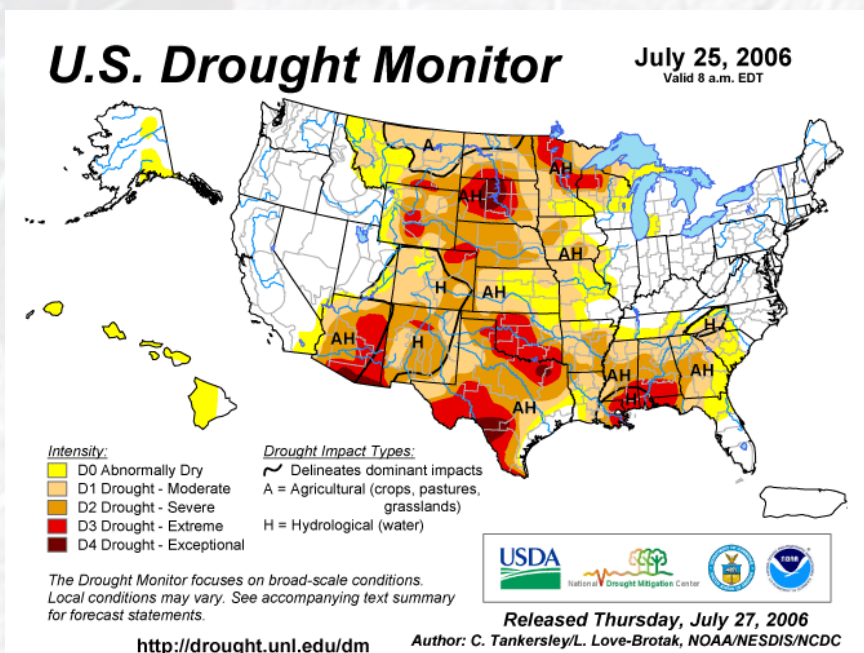 U.S. Drought Monitor
July 25, 2006
Valid 8 a.m. EDT
A
AH
AH
H
AH
AH
AH
H
H
AH
AH
H
AH
Intensity:
D0 Abnormally Dry
D1 Drought - Moderate
D2 Drought - Severe
D3 Drought - Extreme
D4 Drought - Exceptional
Drought Impact Types:
Delineates dominant impacts
A = Agricultural (crops, pastures,
grasslands)
H = Hydrological (water)
The Drought Monitor focuses on broad-scale conditions.
Local conditions may vary. See accompanying text summary
for forecast statements.
http://drought.unl.edu/dm
USDA
National Drought Mitigation Center
NOAA
Released Thursday, July 27, 2006
Author: C. Tankersley/L. Love-Brotak, NOAA/NESDIS/NCDC